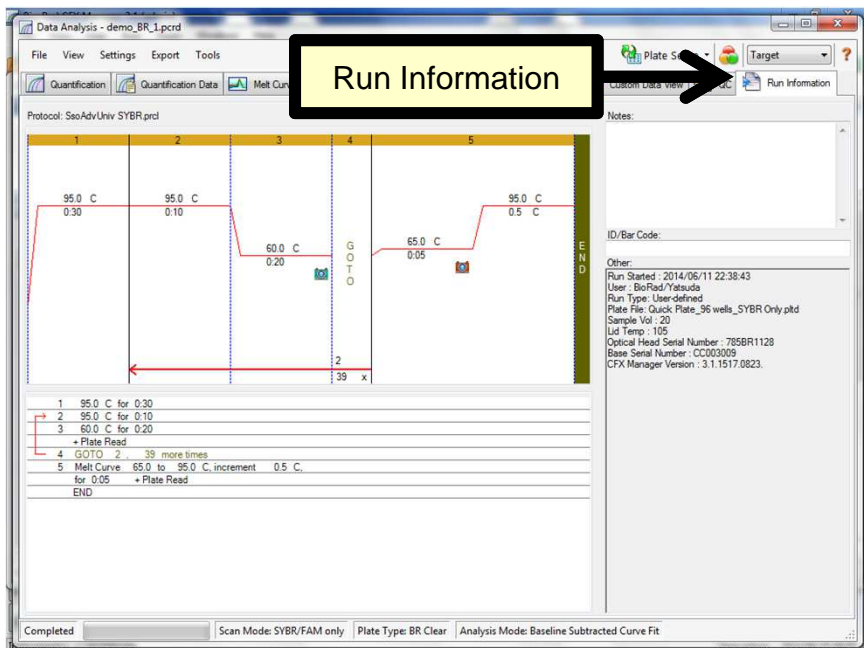 Data Analysis - demo_BR_1.pcrd
File View Settings Export Tools
Plate Se
Target
?
Run Information
Quantification
Quantification Data
Melt Cur
Custom Data View
QC
Run Information
Protocol: SsoAdvUniv SYBR.prcl
1 2 3 4 5
95.0 C
0:30
95.0 C
0:10
60.0 C
0:20
GOTO
65.0 C
0:05
95.0 C
0.5 C
END
2
39 x
1 95.0 C for 0:30
2 95.0 C for 0:10
3 60.0 C for 0:20
+ Plate Read
4 GOTO 2 , 39 more times
5 Melt Curve 65.0 to 95.0 C, increment 0.5 C,
for 0:05 + Plate Read
END
Notes:
ID/Bar Code:
Other:
Run Started : 2014/06/11 22:38:43
User : BioRad/Yatsuda
Run Type: User-defined
Plate File: Quick Plate_96 wells_SYBR Only.pltd
Sample Vol : 20
Lid Temp : 105
Optical Head Serial Number : 785BR1128
Base Serial Number : CC003009
CFX Manager Version : 3.1.1517.0823.
Completed
Scan Mode: SYBR/FAM only
Plate Type: BR Clear
Analysis Mode: Baseline Subtracted Curve Fit